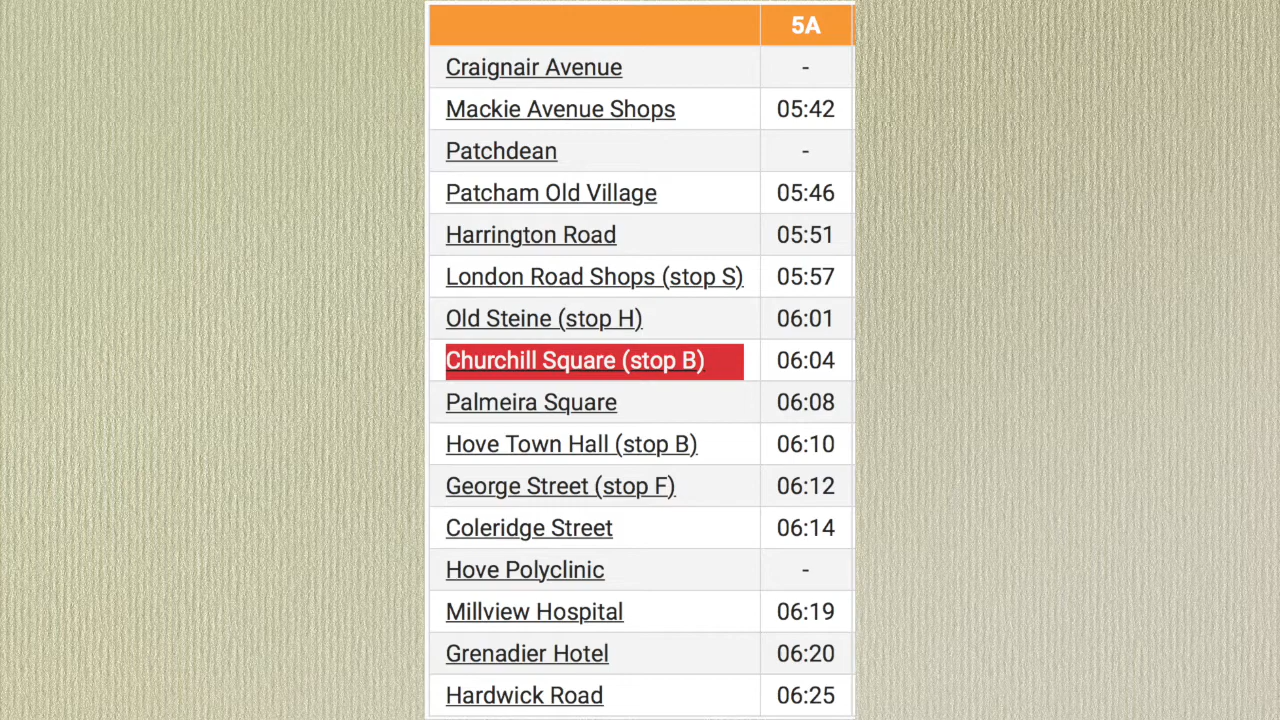 5A
Craignair Avenue -
Mackie Avenue Shops 05:42
Patchdean -
Patcham Old Village 05:46
Harrington Road 05:51
London Road Shops (stop S) 05:57
Old Steine (stop H) 06:01
Churchill Square (stop B) 06:04
Palmeira Square 06:08
Hove Town Hall (stop B) 06:10
George Street (stop F) 06:12
Coleridge Street 06:14
Hove Polyclinic -
Millview Hospital 06:19
Grenadier Hotel 06:20
Hardwick Road 06:25